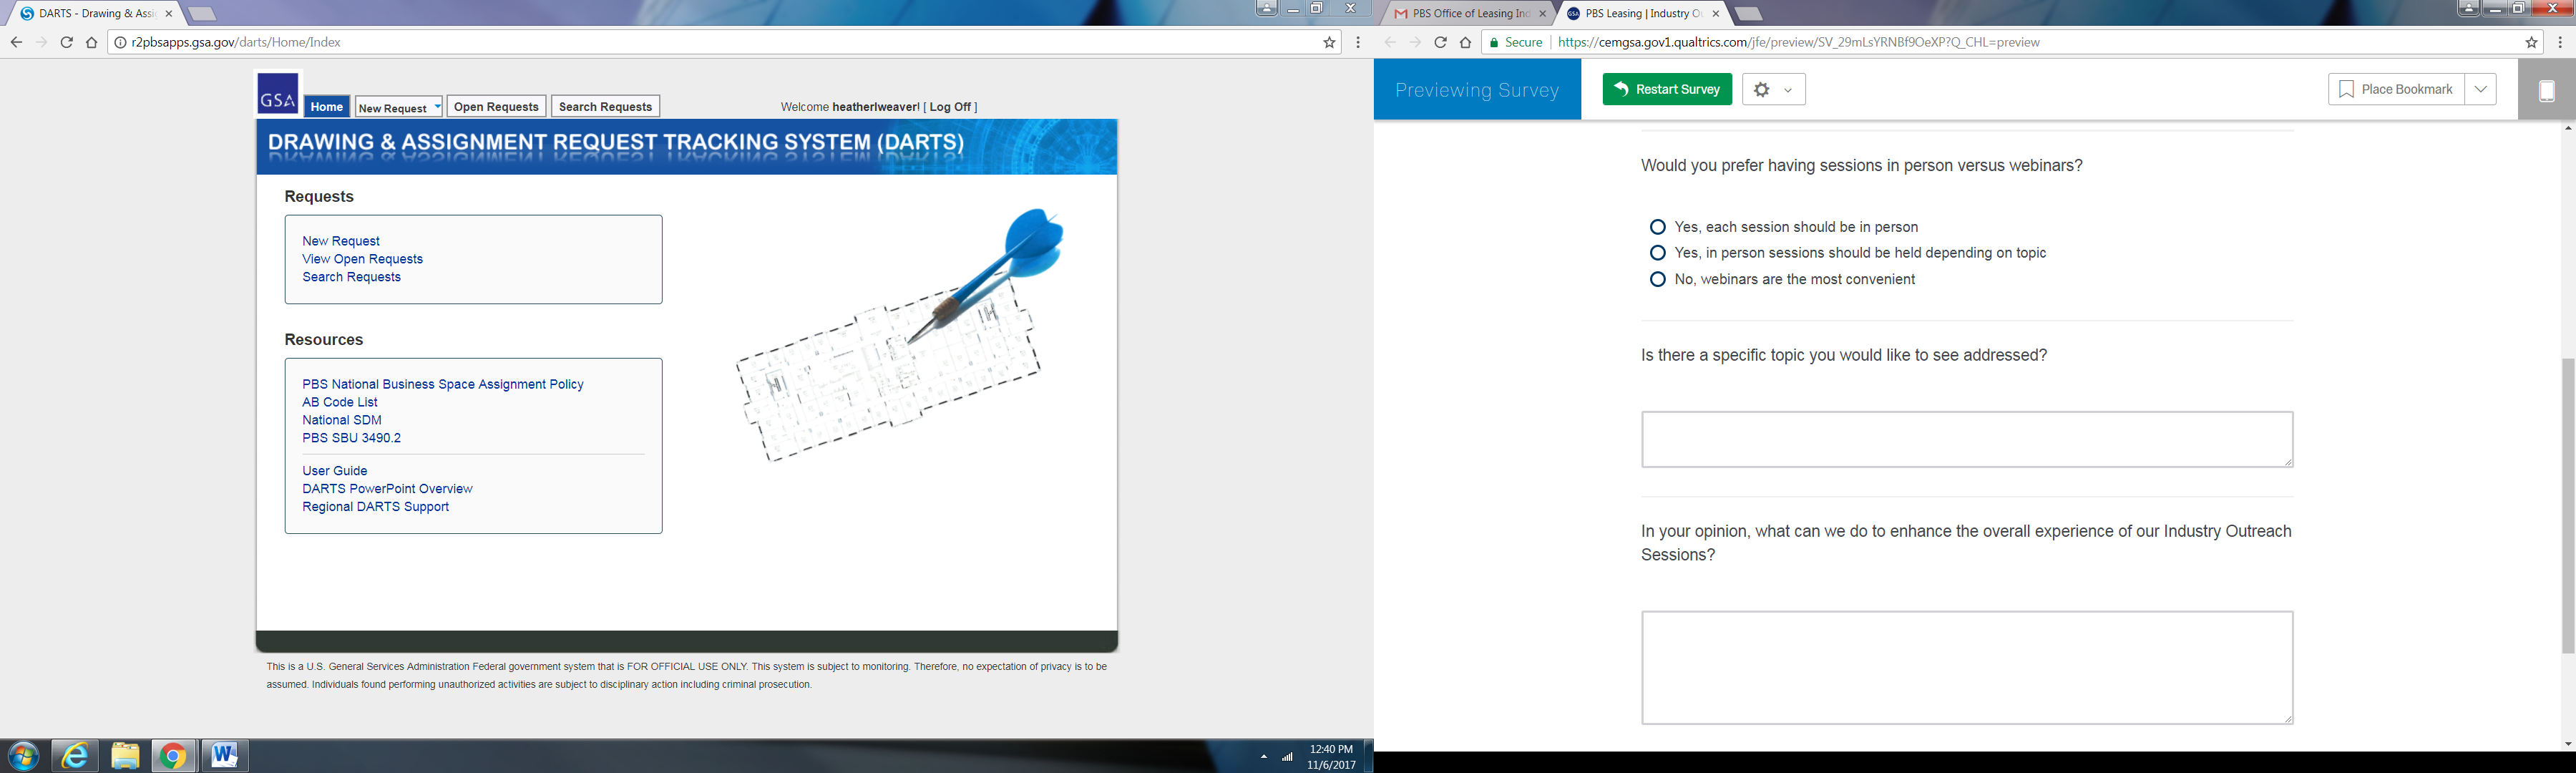 DARTS - Drawing & Assi
r2pbsapps.gsa.gov/darts/Home/Index
GSA
Home
New Request
Open Requests
Search Requests
Welcome heatherlweaver! [ Log Off ]
DRAWING & ASSIGNMENT REQUEST TRACKING SYSTEM (DARTS)
Requests
New Request
View Open Requests
Search Requests
Resources
PBS National Business Space Assignment Policy
AB Code List
National SDM
PBS SBU 3490.2
User Guide
DARTS PowerPoint Overview
Regional DARTS Support
This is a U.S. General Services Administration Federal government system that is FOR OFFICIAL USE ONLY. This system is subject to monitoring. Therefore, no expectation of privacy is to be
assumed. Individuals found performing unauthorized activities are subject to disciplinary action including criminal prosecution.
12:40 PM
11/6/2017
PBS Office of Leasing Ind
PBS Leasing | Industry O
Secure
https://cemgsa.gov1.qualtrics.com/jfe/preview/SV_29mLsYRNBf9OeXP?Q_CHL=preview
Previewing Survey
Restart Survey
Place Bookmark
Would you prefer having sessions in person versus webinars?
Yes, each session should be in person
Yes, in person sessions should be held depending on topic
No, webinars are the most convenient
Is there a specific topic you would like to see addressed?
In your opinion, what can we do to enhance the overall experience of our Industry Outreach
Sessions?